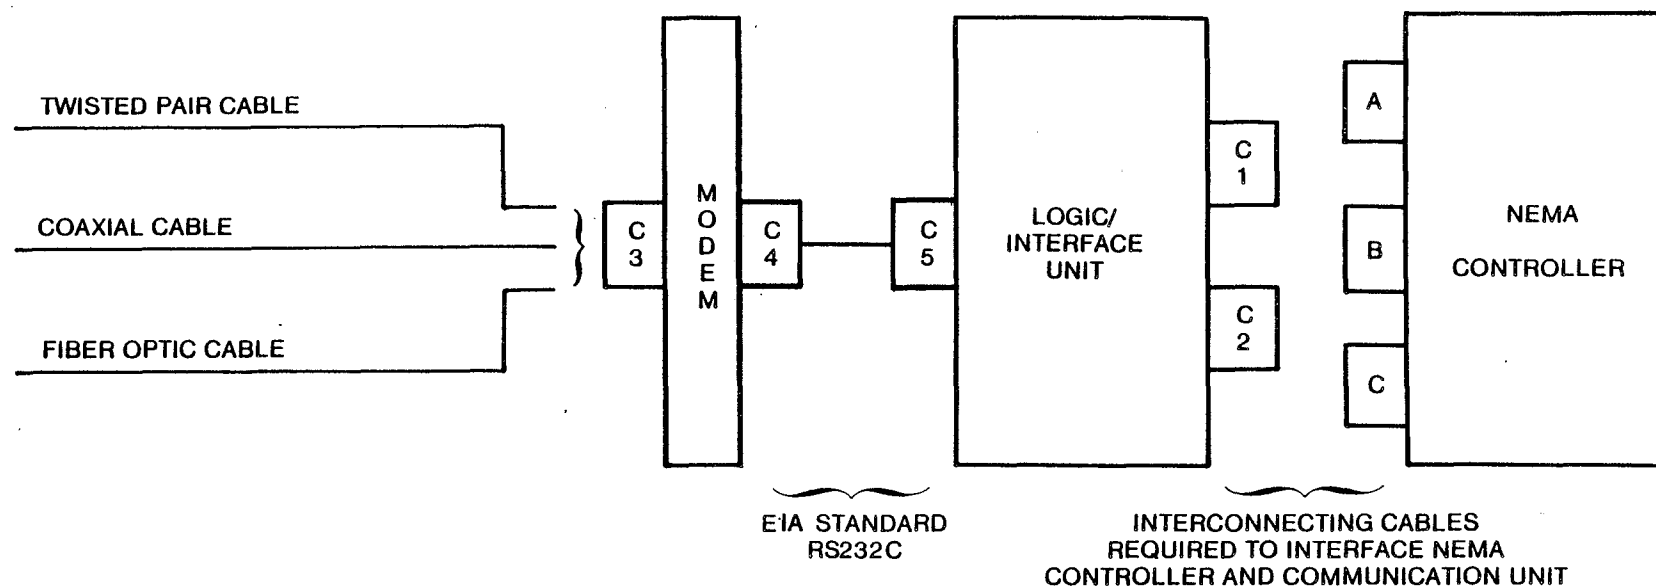 TWISTED PAIR CABLE
COAXIAL CABLE
FIBER OPTIC CABLE
C
3
M
O
D
E
M
C
4
C
5
LOGIC/
INTERFACE
UNIT
C
1
C
2
A
B
C
NEMA
CONTROLLER
EIA STANDARD
RS232C
INTERCONNECTING CABLES
REQUIRED TO INTERFACE NEMA
CONTROLLER AND COMMUNICATION UNIT